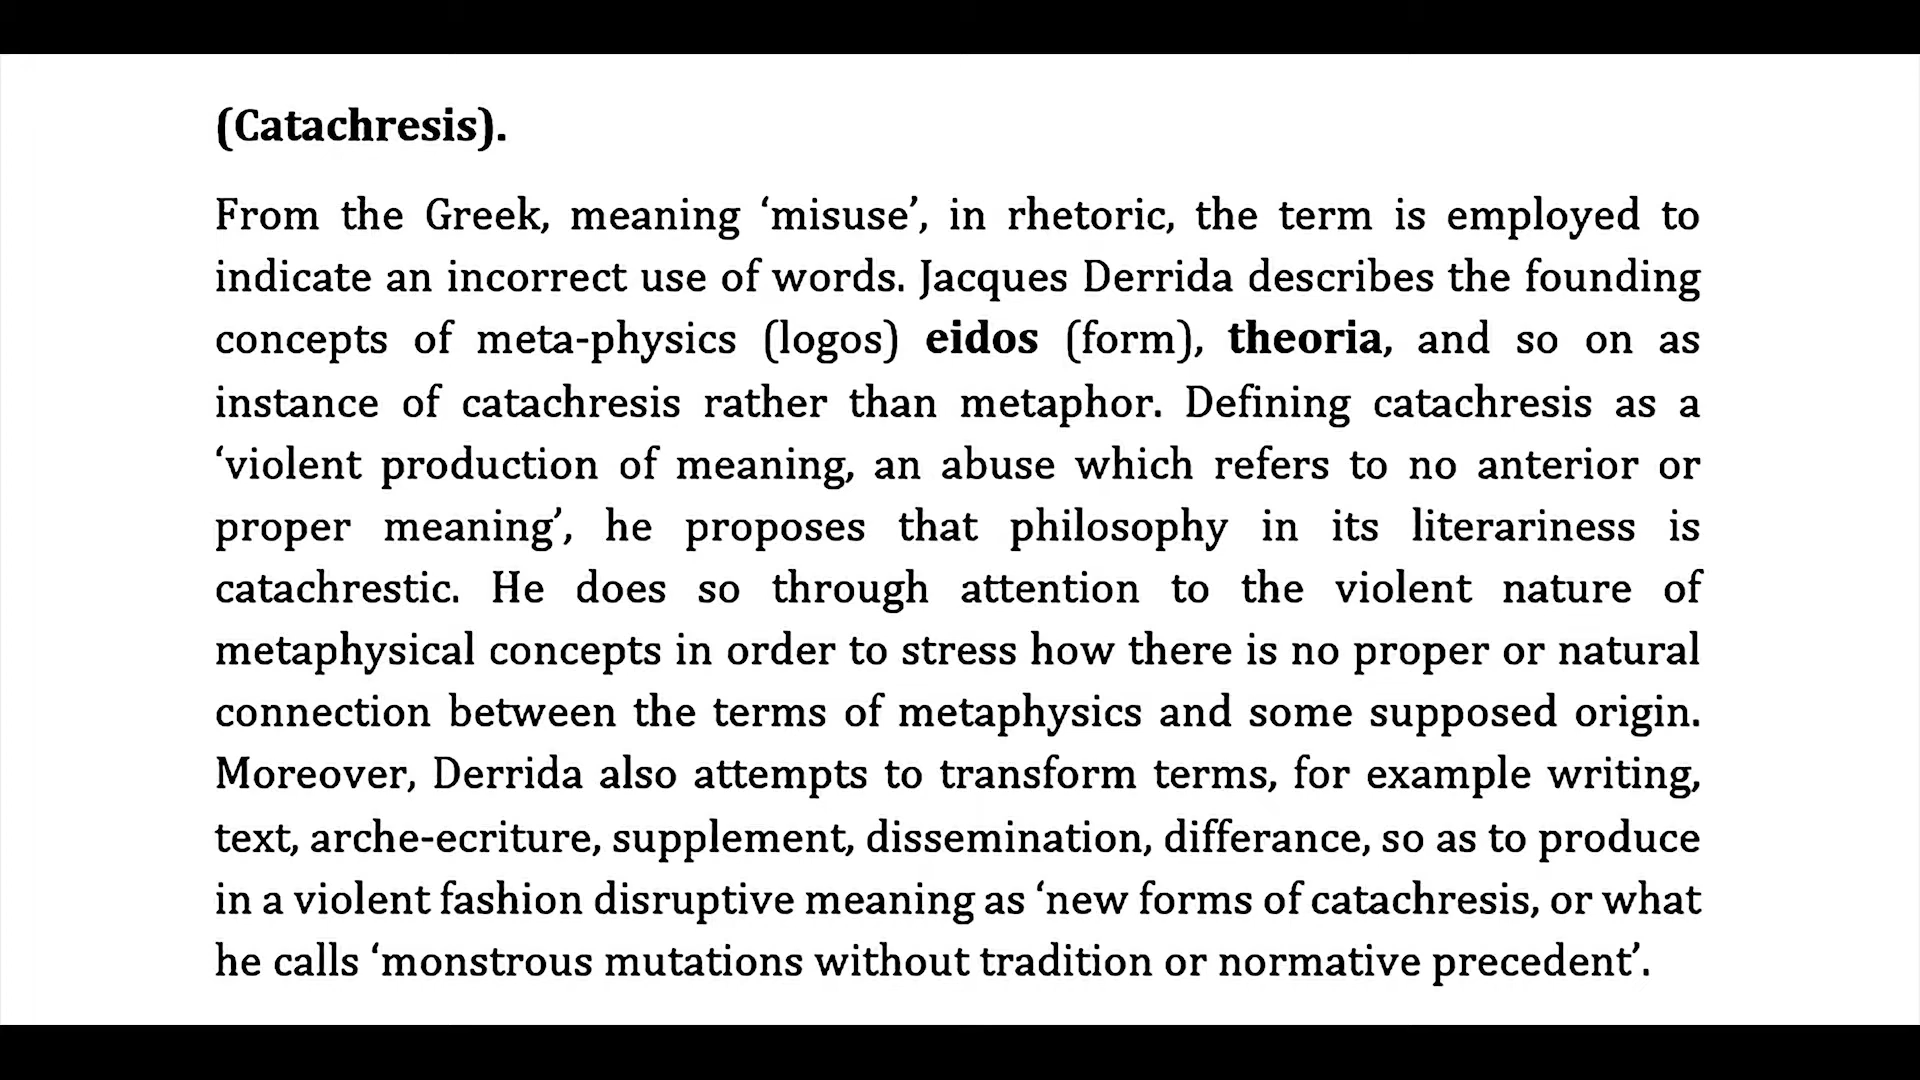 (Catachresis).
From the Greek, meaning ‘misuse’, in rhetoric, the term is employed to
indicate an incorrect use of words. Jacques Derrida describes the founding
concepts of meta-physics (logos) eidos (form), theoria, and so on as
instance of catachresis rather than metaphor. Defining catachresis as a
‘violent production of meaning, an abuse which refers to no anterior or
proper meaning’, he proposes that philosophy in its literariness is
catachrestic. He does so through attention to the violent nature of
metaphysical concepts in order to stress how there is no proper or natural
connection between the terms of metaphysics and some supposed origin.
Moreover, Derrida also attempts to transform terms, for example writing,
text, arche-ecriture, supplement, dissemination, differance, so as to produce
in a violent fashion disruptive meaning as ‘new forms of catachresis, or what
he calls ‘monstrous mutations without tradition or normative precedent’.